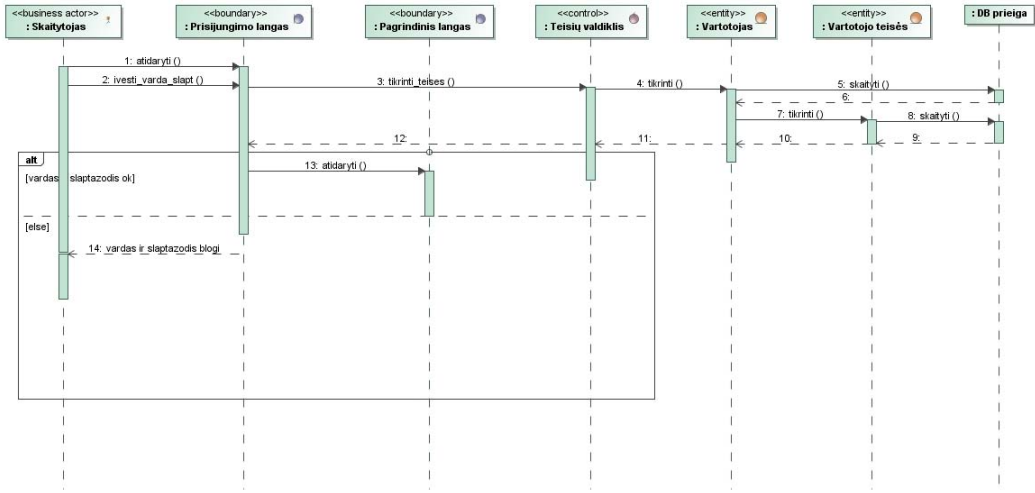 <<business actor>>
: Skaitytojas
<<boundary>>
: Prisijungimo langas
<<boundary>>
: Pagrindinis langas
<<control>>
: Teisių valdiklis
<<entity>>
: Vartotojas
<<entity>>
: Vartotojo teisės
: DB prieiga
1: atidaryti ()
2: ivesti_varda_slapt ()
3: tikrinti_teises ()
4: tikrinti ()
5: skaityti ()
6:
7: tikrinti ()
8: skaityti ()
9:
10:
11:
12:
alt
[vardas slaptazodis ok]
13: atidaryti ()
[else]
14: vardas ir slaptazodis blogi